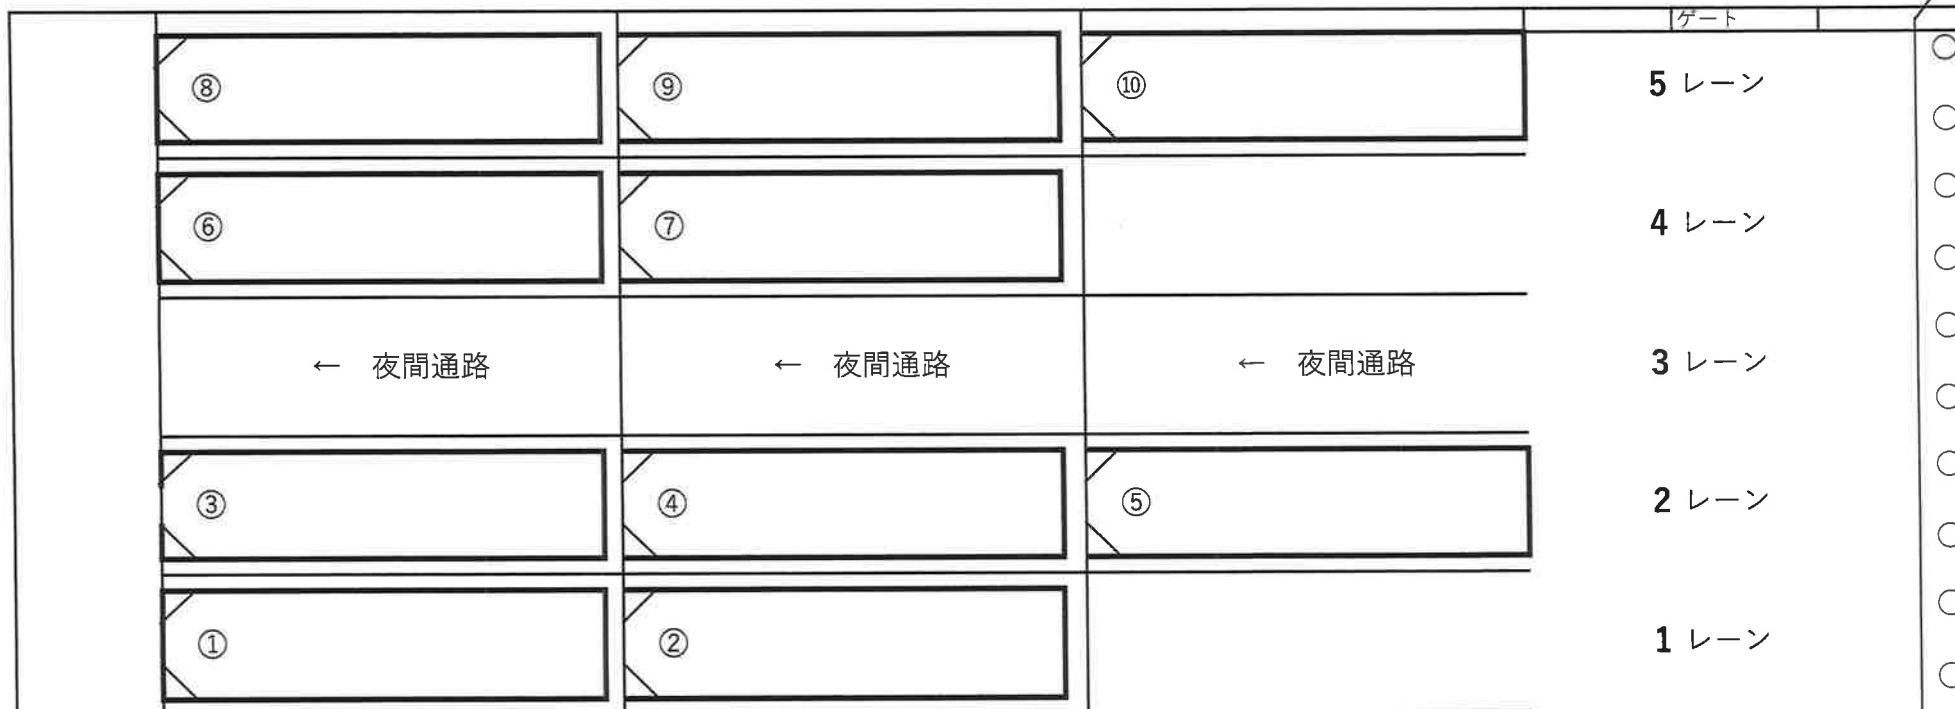 ゲート
⑧ ⑨ ⑩ 5 レーン
⑥ ⑦ 4 レーン
← 夜間通路 ← 夜間通路 ← 夜間通路 3 レーン
③ ④ ⑤ 2 レーン
① ② 1 レーン